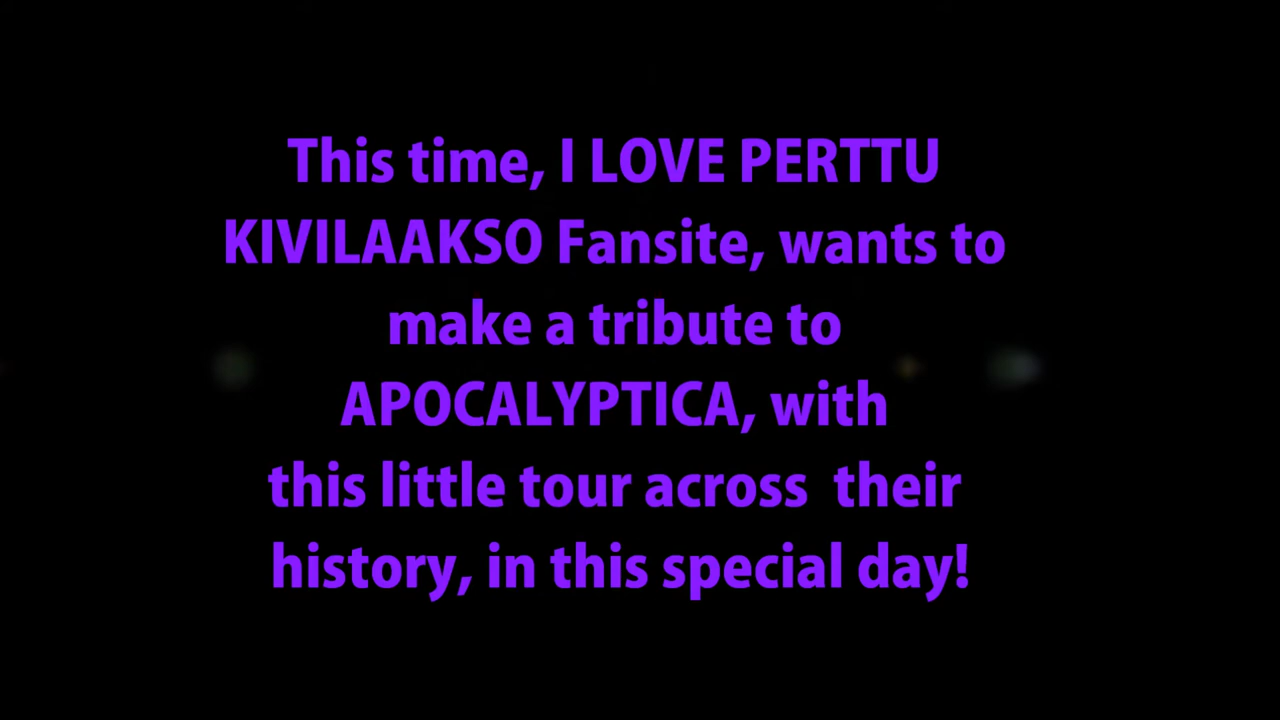 This time, I LOVE PERTTU
KIVILAAKSO Fansite, wants to
make a tribute to
APOCALYPTICA, with
this little tour across  their
history, in this special day!